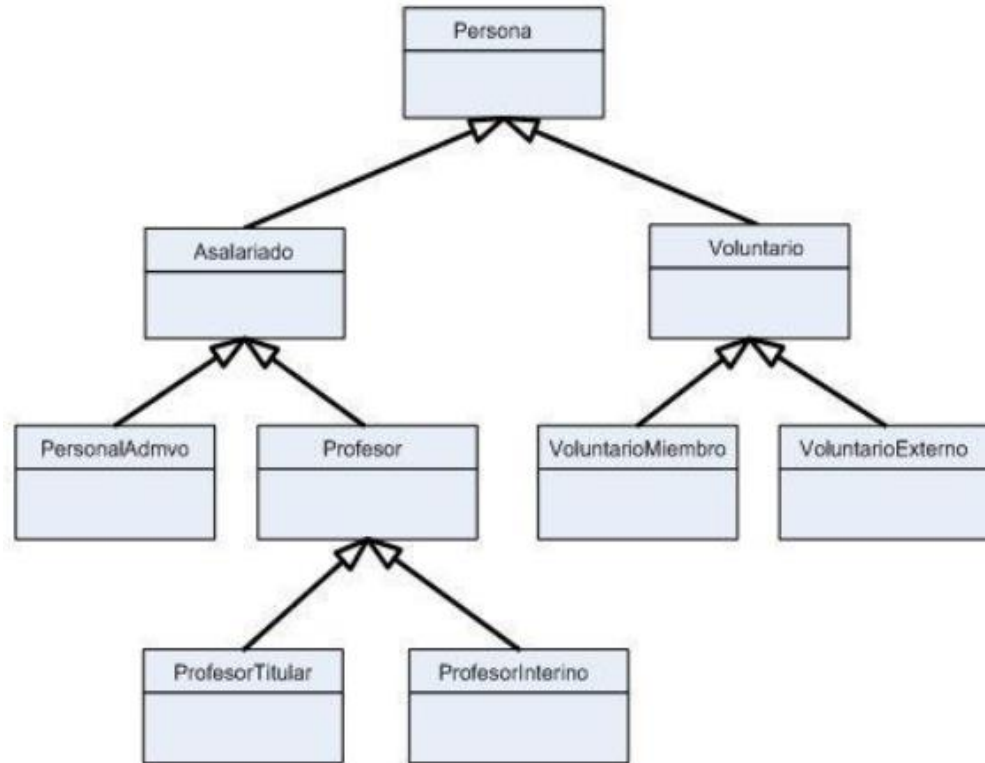 Persona
Asalariado
Voluntario
PersonalAdmvo
Profesor
VoluntarioMiembro
VoluntarioExterno
ProfesorTitular
ProfesorInterino